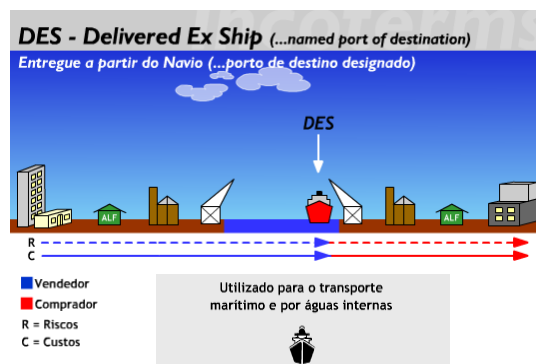 incoterms
DES - Delivered Ex Ship (...named port of destination)
Entregue a partir do Navio (...porto de destino designado)
DES
ALF
ALF
R
C
Vendedor
Comprador
R = Riscos
C = Custos
Utilizado para o transporte
marítimo e por águas internas